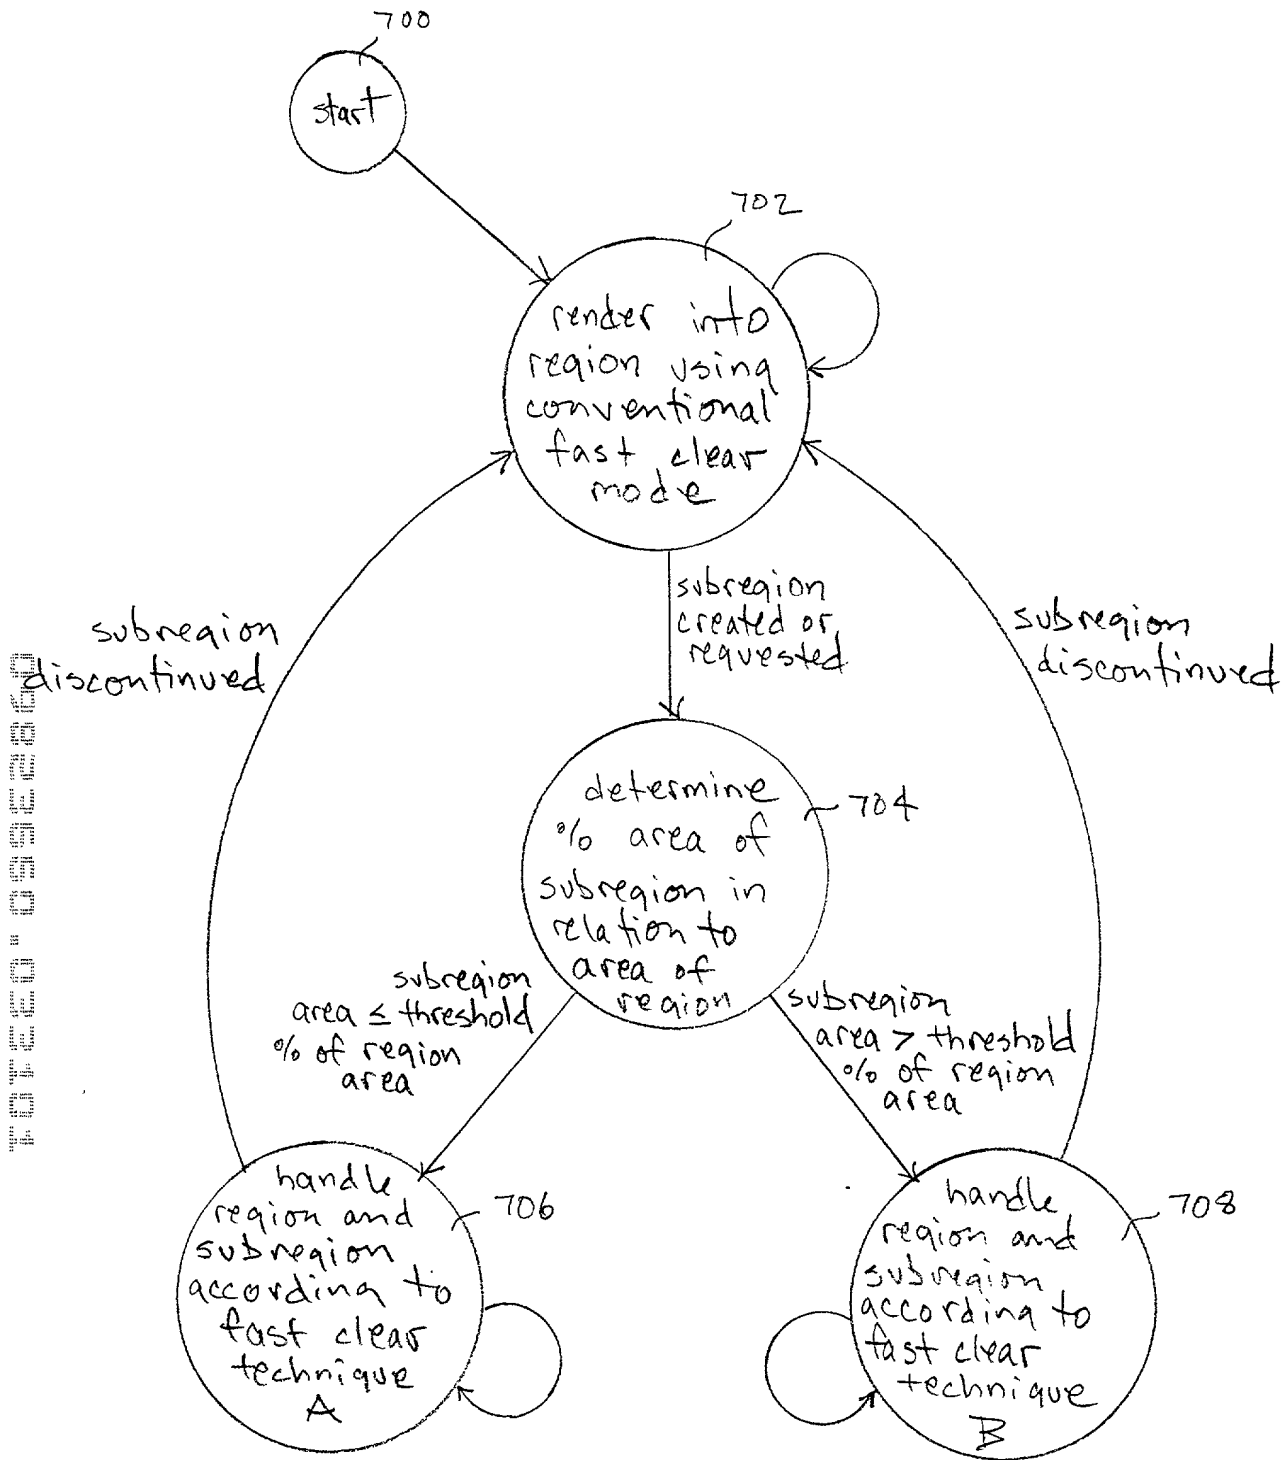 700
start
702
render into
region using
conventional
fast clear
mode
subregion
created or
requested
subregion
discontinued
subregion
discontinued
determine
% area of
subregion in
relation to
area of
region
704
subregion
area ≤ threshold
% of region
area
subregion
area > threshold
% of region
area
handle
region and
subregion
according to
fast clear
technique
A
706
handle
region and
subregion
according to
fast clear
technique
B
708